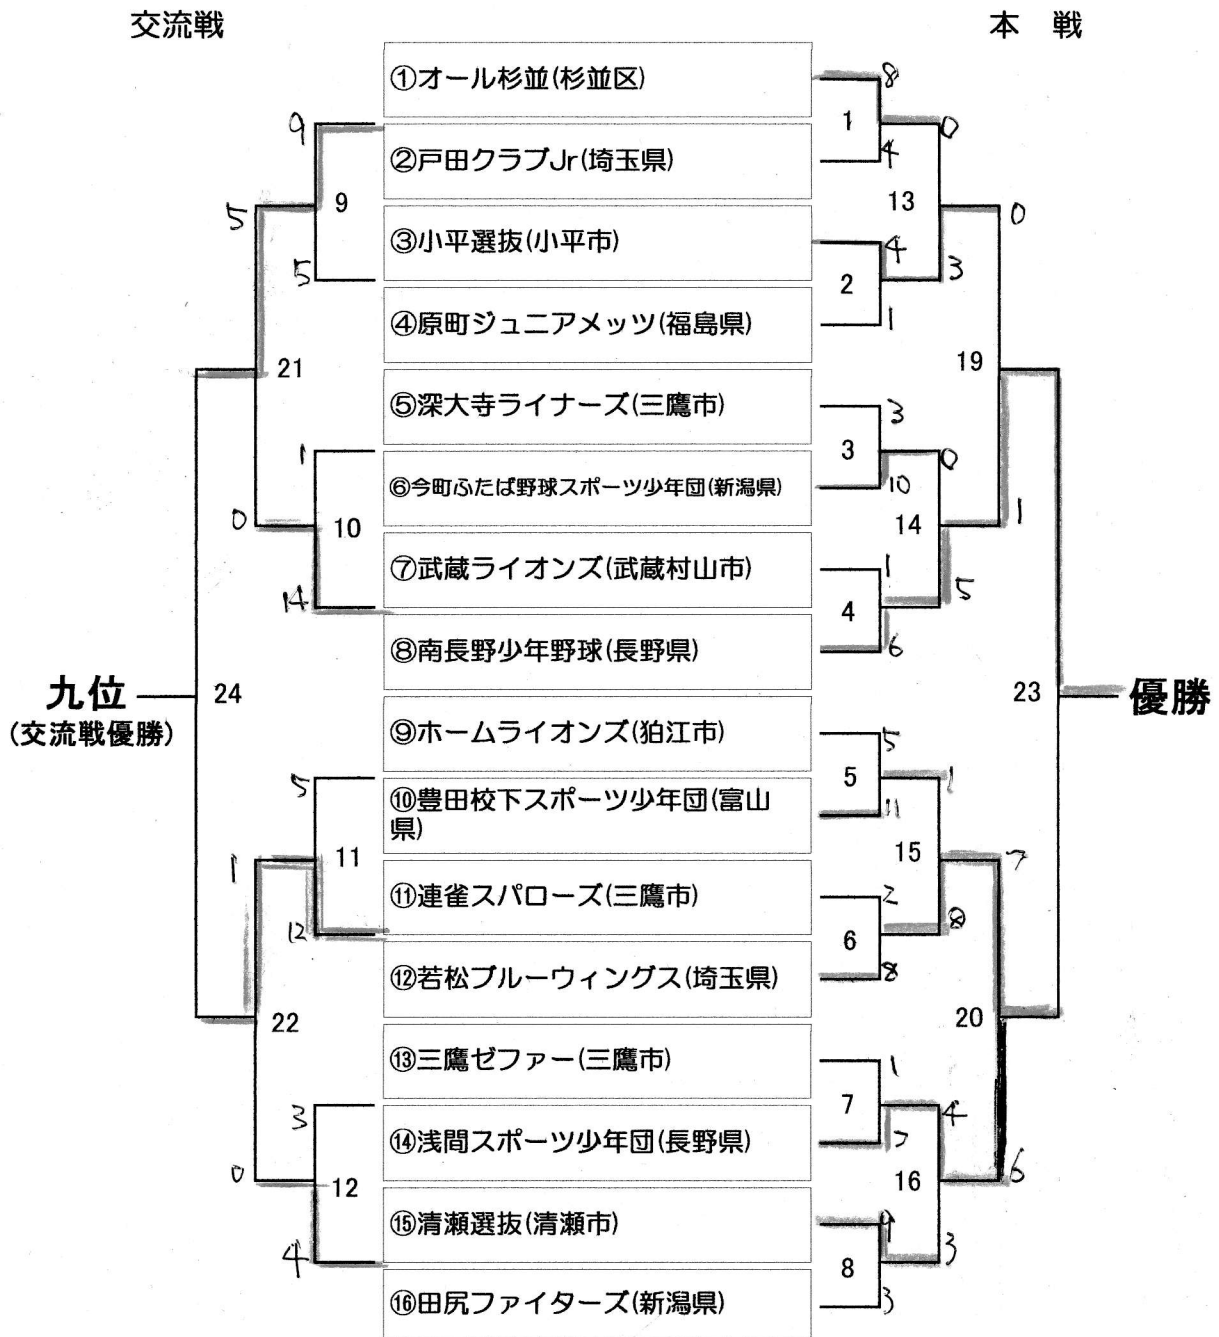 交流戦
本 戦
①オール杉並(杉並区)
②戸田クラブJr(埼玉県)
③小平選抜(小平市)
④原町ジュニアメッツ(福島県)
⑤深大寺ライナーズ(三鷹市)
⑥今町ふたば野球スポーツ少年団(新潟県)
⑦武蔵ライオンズ(武蔵村山市)
⑧南長野少年野球(長野県)
⑨ホームライオンズ(狛江市)
⑩豊田校下スポーツ少年団(富山
県)
⑪連雀スパローズ(三鷹市)
⑫若松ブルーウィングス(埼玉県)
⑬三鷹ゼファー(三鷹市)
⑭浅間スポーツ少年団(長野県)
⑮清瀬選抜(清瀬市)
⑯田尻ファイターズ(新潟県)
九位
(交流戦優勝)
24
21
22
5
0
1
0
9
9
5
1
10
14
5
11
12
3
12
4
8
1
4
4
2
1
3
3
10
1
4
6
5
5
11
2
6
8
1
7
9
8
3
0
13
3
0
14
5
1
15
8
4
16
3
0
19
1
7
20
6
23
優勝